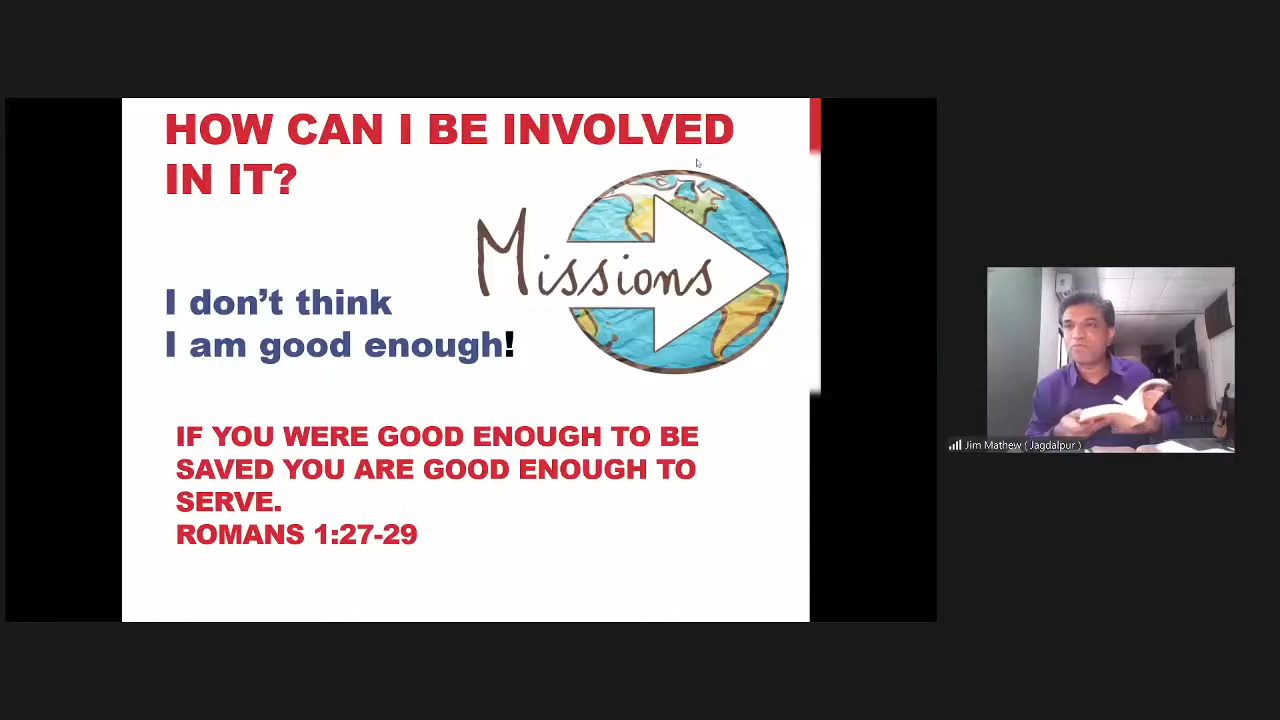 HOW CAN I BE INVOLVED
IN IT?
Missions
I don't think
I am good enough!
IF YOU WERE GOOD ENOUGH TO BE
SAVED YOU ARE GOOD ENOUGH TO
SERVE.
ROMANS 1:27-29
Jim Mathew ( Jagdalpur )